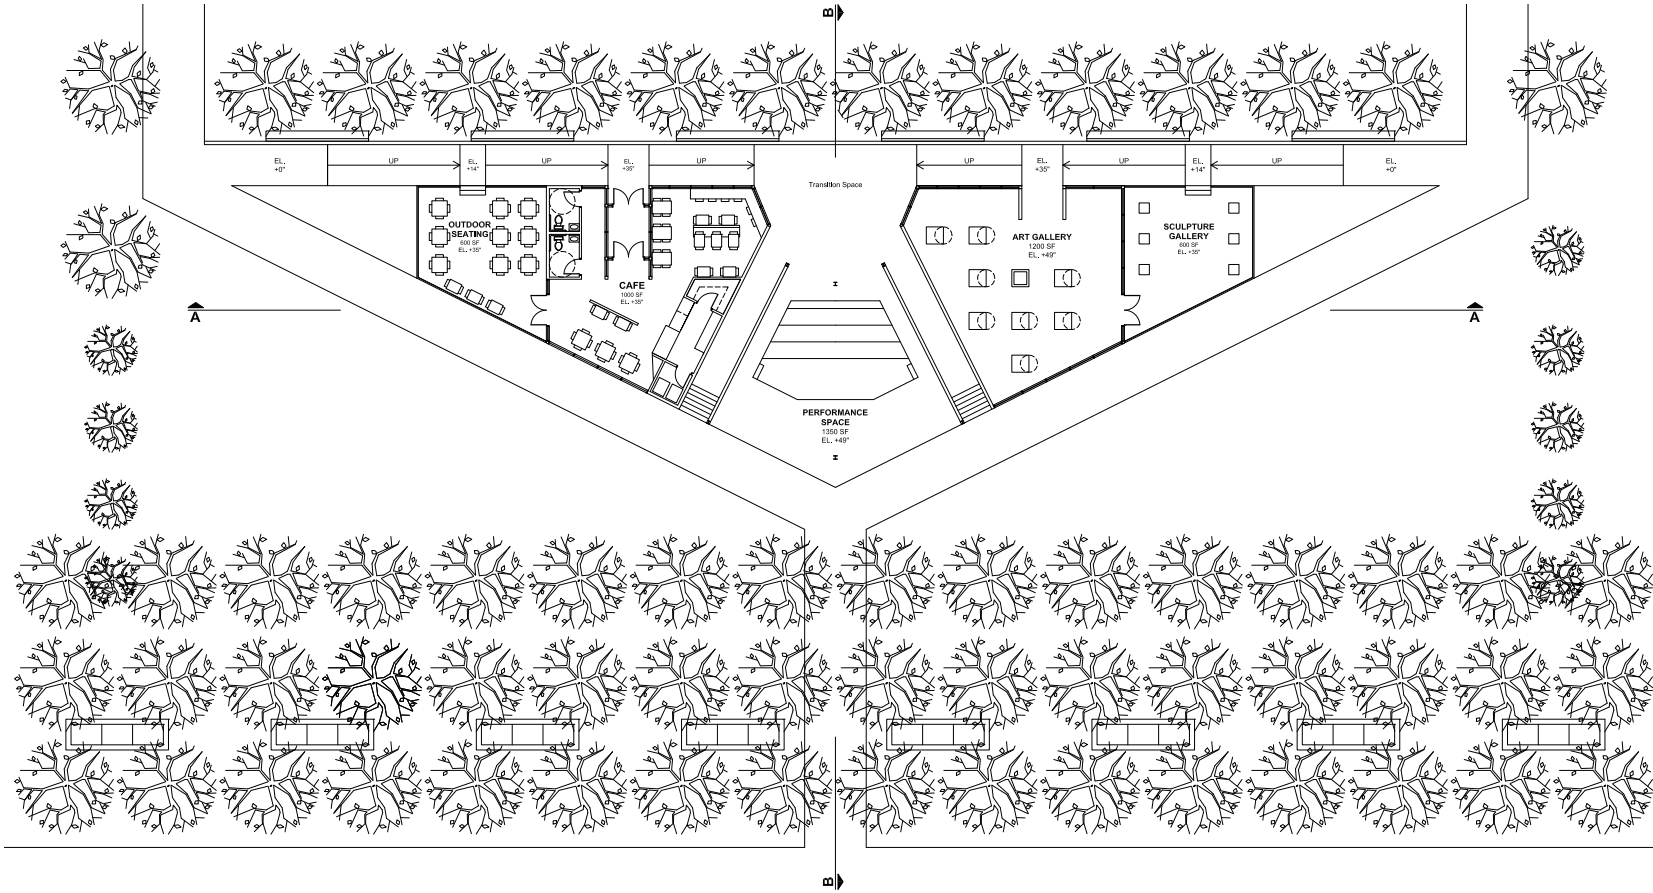 B
EL.
+0"
UP
EL.
+14"
UP
EL.
+35"
UP
Transition Space
UP
EL.
+35"
UP
EL.
+14"
UP
EL.
+0"
OUTDOOR
SEATING
600 SF
EL. +35"
CAFE
1000 SF
EL. +35"
ART GALLERY
1200 SF
EL. +49"
SCULPTURE
GALLERY
600 SF
EL. +35"
A
A
PERFORMANCE
SPACE
1350 SF
EL. +49"
B